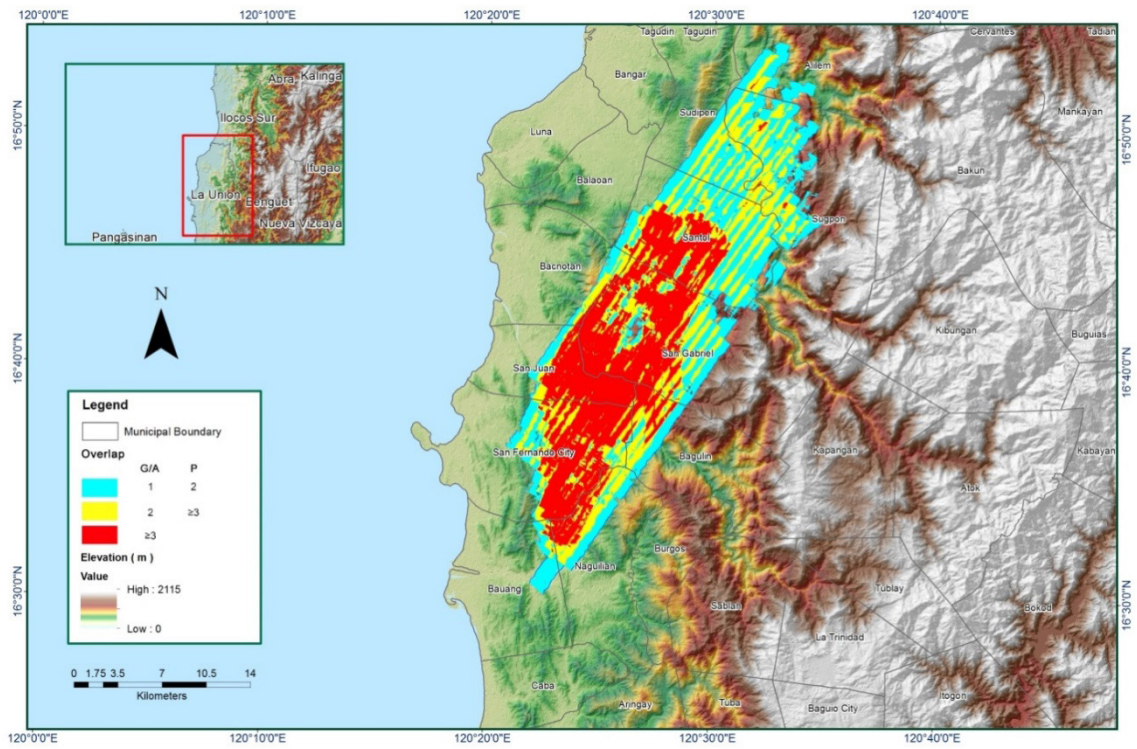 120°0'0"E 120°10'0"E 120°20'0"E 120°30'0"E 120°40'0"E
Tagudin Tagudin Cervantes Tadian
Alilem
Bangar
Abra Kalinga
Ilocos Sur
Ifugao
La Union
Benguet
Nueva Vizcaya
Pangasinan
Sudipen
Mankayan
16°50'0"N 16°50'0"N
Luna
Bakun
Balaoan
Sugpon
Santol
Bacnotan
N
Kibungan
Buguias
16°40'0"N 16°40'0"N
San Gabriel
San Juan
San Fernando City
Bagulin
Kapangan
Kabayan
Atok
Burgos
Naguilian
Bauang
Tublay
16°30'0"N 16°30'0"N
Sablan
Bokod
La Trinidad
Caba
Aringay
Tuba
Itogon
Baguio City
Legend
Municipal Boundary
Overlap
G/A P
1 2
2 ≥3
≥3
Elevation ( m )
Value
High : 2115
Low : 0
0 1.75 3.5 7 10.5 14
Kilometers
120°0'0"E 120°10'0"E 120°20'0"E 120°30'0"E 120°40'0"E